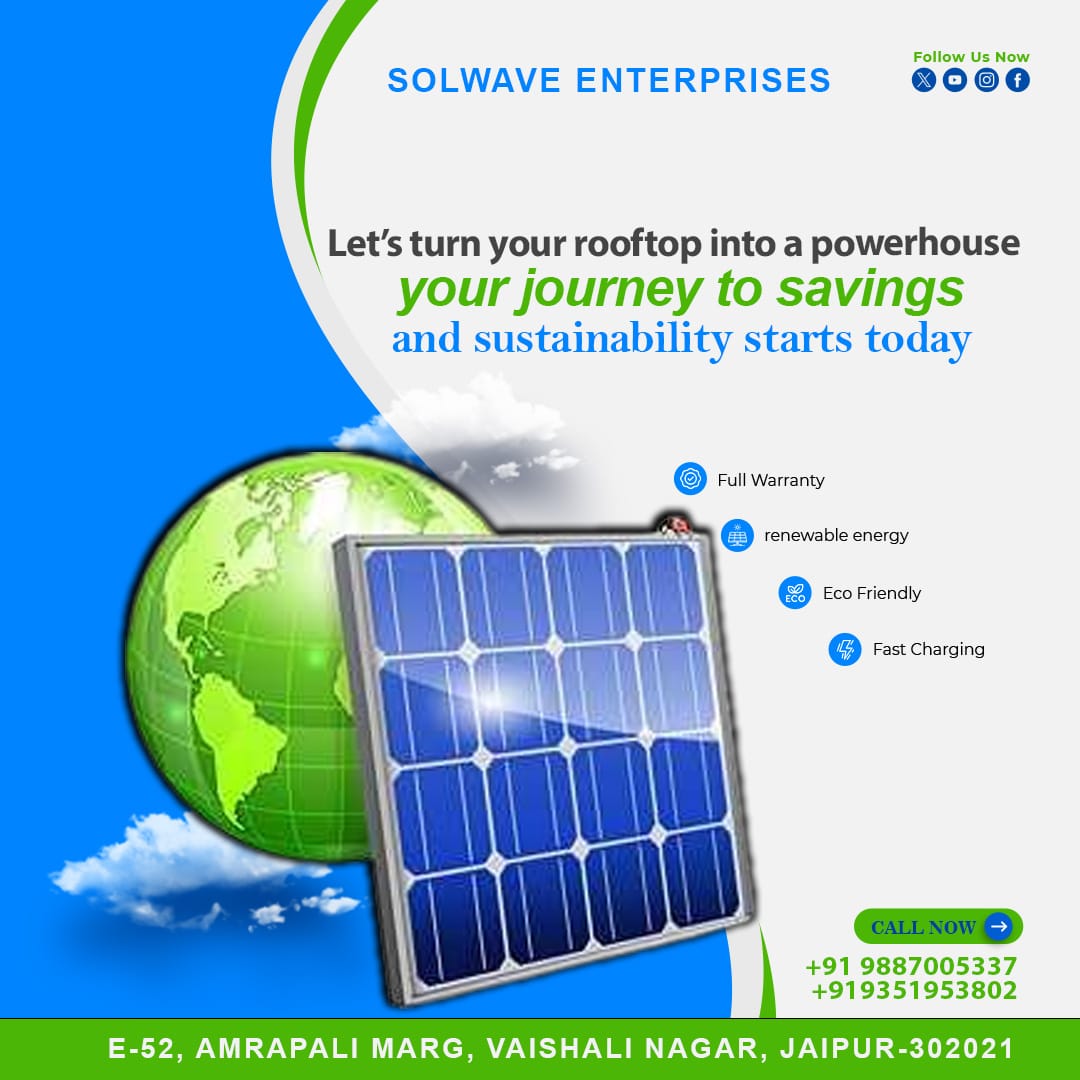 SOLWAVE ENTERPRISES
Follow Us Now
Let's turn your rooftop into a powerhouse
your journey to savings
and sustainability starts today
Full Warranty
renewable energy
ECO
Eco Friendly
Fast Charging
CALL NOW
+91 9887005337
+919351953802
E-52, AMRAPALI MARG, VAISHALI NAGAR, JAIPUR-302021